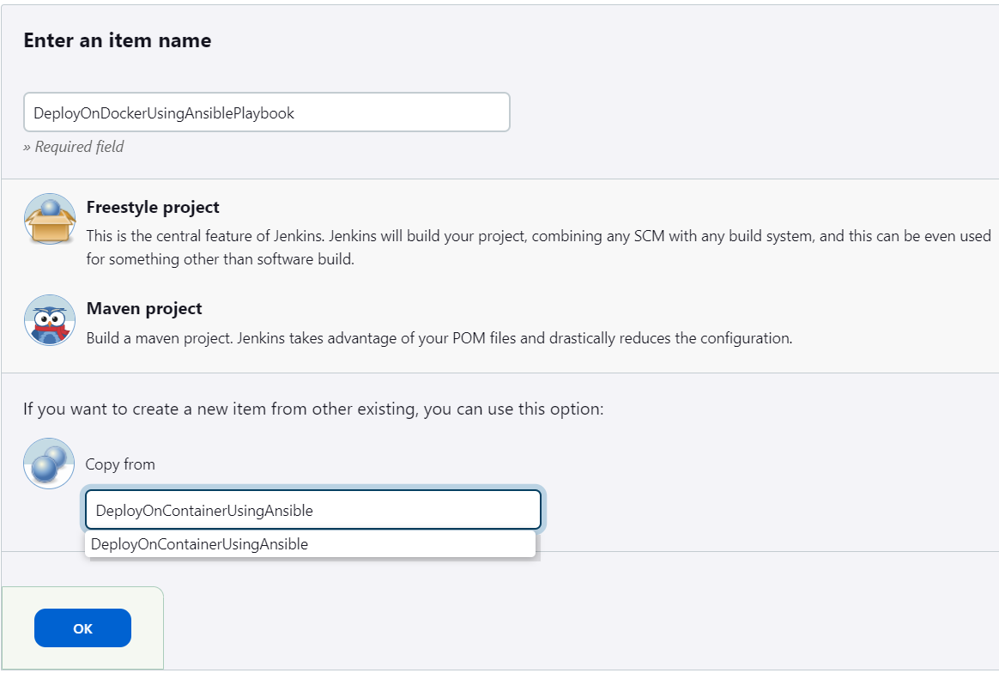 Enter an item name
DeployOnDockerUsingAnsiblePlaybook
» Required field
Freestyle project
This is the central feature of Jenkins. Jenkins will build your project, combining any SCM with any build system, and this can be even used
for something other than software build.
Maven project
Build a maven project. Jenkins takes advantage of your POM files and drastically reduces the configuration.
If you want to create a new item from other existing, you can use this option:
Copy from
DeployOnContainerUsingAnsible
DeployOnContainerUsingAnsible
OK